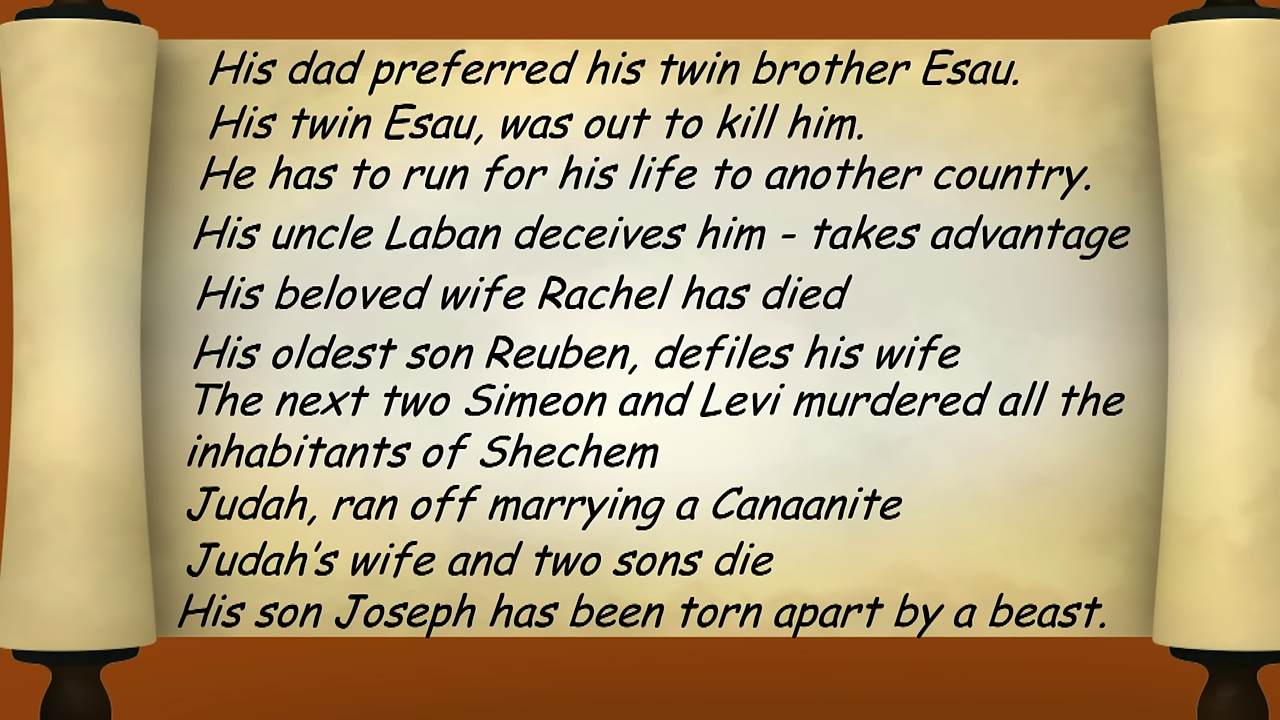 His dad preferred his twin brother Esau.
His twin Esau, was out to kill him.
He has to run for his life to another country.
His uncle Laban deceives him - takes advantage
His beloved wife Rachel has died
His oldest son Reuben, defiles his wife
The next two Simeon and Levi murdered all the
inhabitants of Shechem
Judah, ran off marrying a Canaanite
Judah's wife and two sons die
His son Joseph has been torn apart by a beast.